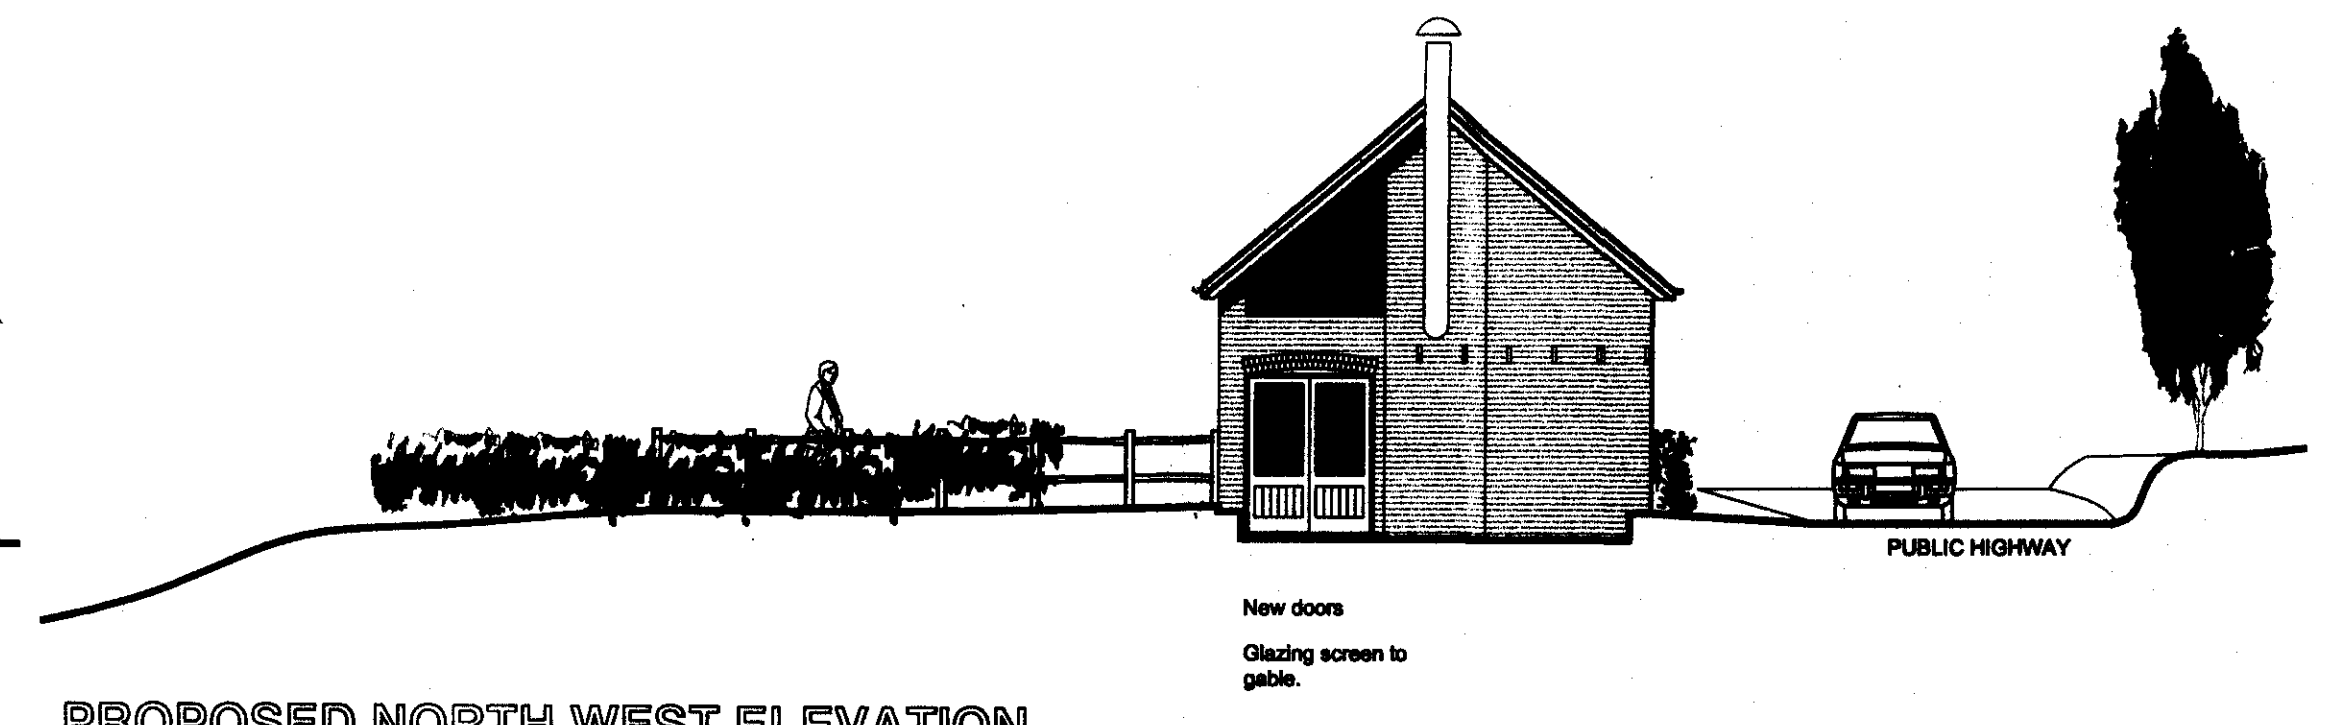 PUBLIC HIGHWAY
New doors
Glazing screen to
gable.
PROPOSED NORTH WEST ELEVATION